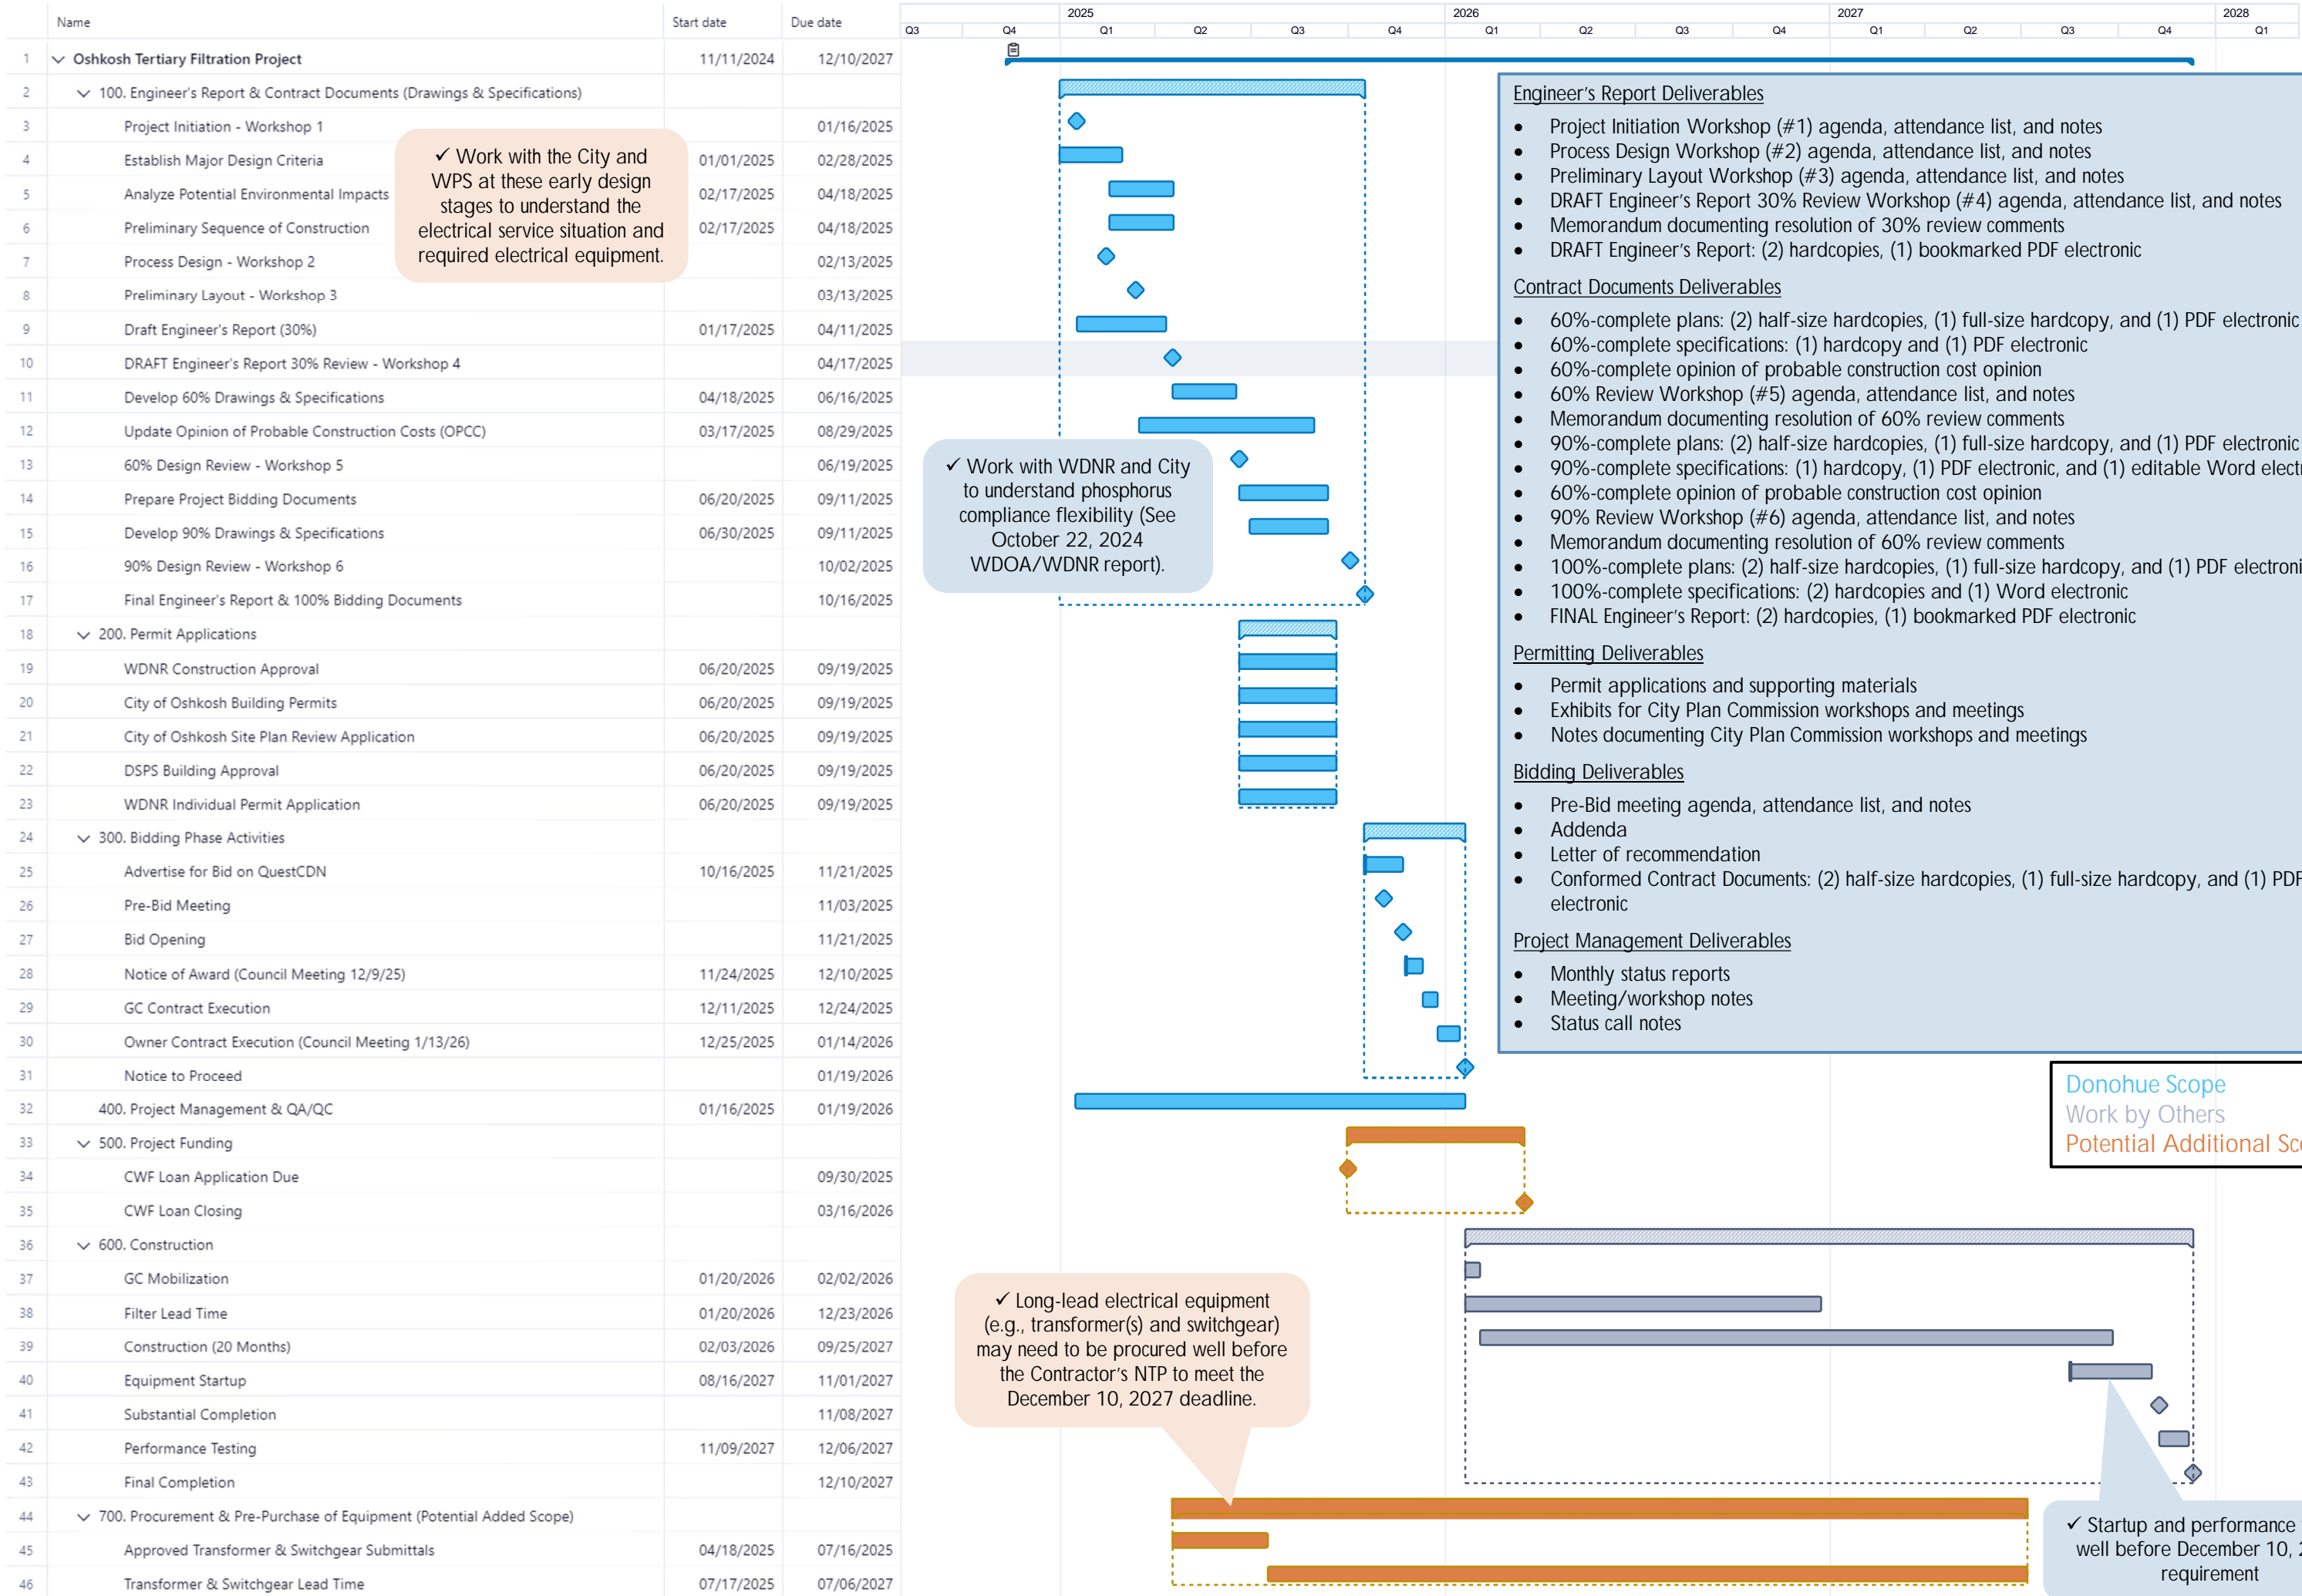 Name Start date Due date
2025 2026 2027 2028
Q3 Q4 Q1 Q2 Q3 Q4 Q1 Q2 Q3 Q4 Q1 Q2 Q3 Q4 Q1
1 Oshkosh Tertiary Filtration Project 11/11/2024 12/10/2027
2 100. Engineer's Report & Contract Documents (Drawings & Specifications)
3 Project Initiation - Workshop 1 01/16/2025
4 Establish Major Design Criteria 01/01/2025 02/28/2025
5 Analyze Potential Environmental Impacts 02/17/2025 04/18/2025
6 Preliminary Sequence of Construction 02/17/2025 04/18/2025
7 Process Design - Workshop 2 02/13/2025
8 Preliminary Layout - Workshop 3 03/13/2025
9 Draft Engineer's Report (30%) 01/17/2025 04/11/2025
10 DRAFT Engineer's Report 30% Review - Workshop 4 04/17/2025
11 Develop 60% Drawings & Specifications 04/18/2025 06/16/2025
12 Update Opinion of Probable Construction Costs (OPCC) 03/17/2025 08/29/2025
13 60% Design Review - Workshop 5 06/19/2025
14 Prepare Project Bidding Documents 06/20/2025 09/11/2025
15 Develop 90% Drawings & Specifications 06/30/2025 09/11/2025
16 90% Design Review - Workshop 6 10/02/2025
17 Final Engineer's Report & 100% Bidding Documents 10/16/2025
18 200. Permit Applications
19 WDNR Construction Approval 06/20/2025 09/19/2025
20 City of Oshkosh Building Permits 06/20/2025 09/19/2025
21 City of Oshkosh Site Plan Review Application 06/20/2025 09/19/2025
22 DSPS Building Approval 06/20/2025 09/19/2025
23 WDNR Individual Permit Application 06/20/2025 09/19/2025
24 300. Bidding Phase Activities
25 Advertise for Bid on QuestCDN 10/16/2025 11/21/2025
26 Pre-Bid Meeting 11/03/2025
27 Bid Opening 11/21/2025
28 Notice of Award (Council Meeting 12/9/25) 11/24/2025 12/10/2025
29 GC Contract Execution 12/11/2025 12/24/2025
30 Owner Contract Execution (Council Meeting 1/13/26) 12/25/2025 01/14/2026
31 Notice to Proceed 01/19/2026
32 400. Project Management & QA/QC 01/16/2025 01/19/2026
33 500. Project Funding
34 CWF Loan Application Due 09/30/2025
35 CWF Loan Closing 03/16/2026
36 600. Construction
37 GC Mobilization 01/20/2026 02/02/2026
38 Filter Lead Time 01/20/2026 12/23/2026
39 Construction (20 Months) 02/03/2026 09/25/2027
40 Equipment Startup 08/16/2027 11/01/2027
41 Substantial Completion 11/08/2027
42 Performance Testing 11/09/2027 12/06/2027
43 Final Completion 12/10/2027
44 700. Procurement & Pre-Purchase of Equipment (Potential Added Scope)
45 Approved Transformer & Switchgear Submittals 04/18/2025 07/16/2025
46 Transformer & Switchgear Lead Time 07/17/2025 07/06/2027
✓ Work with the City and
WPS at these early design
stages to understand the
electrical service situation and
required electrical equipment.
✓ Work with WDNR and City
to understand phosphorus
compliance flexibility (See
October 22, 2024
WDOA/WDNR report).
✓ Long-lead electrical equipment
(e.g., transformer(s) and switchgear)
may need to be procured well before
the Contractor's NTP to meet the
December 10, 2027 deadline.
Engineer's Report Deliverables
• Project Initiation Workshop (#1) agenda, attendance list, and notes
• Process Design Workshop (#2) agenda, attendance list, and notes
• Preliminary Layout Workshop (#3) agenda, attendance list, and notes
• DRAFT Engineer's Report 30% Review Workshop (#4) agenda, attendance list, and notes
• Memorandum documenting resolution of 30% review comments
• DRAFT Engineer's Report: (2) hardcopies, (1) bookmarked PDF electronic
Contract Documents Deliverables
• 60%-complete plans: (2) half-size hardcopies, (1) full-size hardcopy, and (1) PDF electronic
• 60%-complete specifications: (1) hardcopy and (1) PDF electronic
• 60%-complete opinion of probable construction cost opinion
• 60% Review Workshop (#5) agenda, attendance list, and notes
• Memorandum documenting resolution of 60% review comments
• 90%-complete plans: (2) half-size hardcopies, (1) full-size hardcopy, and (1) PDF electronic
• 90%-complete specifications: (1) hardcopy, (1) PDF electronic, and (1) editable Word
• 60%-complete opinion of probable construction cost opinion
• 90% Review Workshop (#6) agenda, attendance list, and notes
• Memorandum documenting resolution of 60% review comments
• 100%-complete plans: (2) half-size hardcopies, (1) full-size hardcopy, and (1) PDF
• 100%-complete specifications: (2) hardcopies and (1) Word electronic
• FINAL Engineer's Report: (2) hardcopies, (1) bookmarked PDF electronic
Permitting Deliverables
• Permit applications and supporting materials
• Exhibits for City Plan Commission workshops and meetings
• Notes documenting City Plan Commission workshops and meetings
Bidding Deliverables
• Pre-Bid meeting agenda, attendance list, and notes
• Addenda
• Letter of recommendation
• Conformed Contract Documents: (2) half-size hardcopies, (1) full-size hardcopy, and (1) PDF
electronic
Project Management Deliverables
• Monthly status reports
• Meeting/workshop notes
• Status call notes
Donohue Scope
Work by Others
Potential Additional
✓ Startup and performance
well before December 10,
requirement